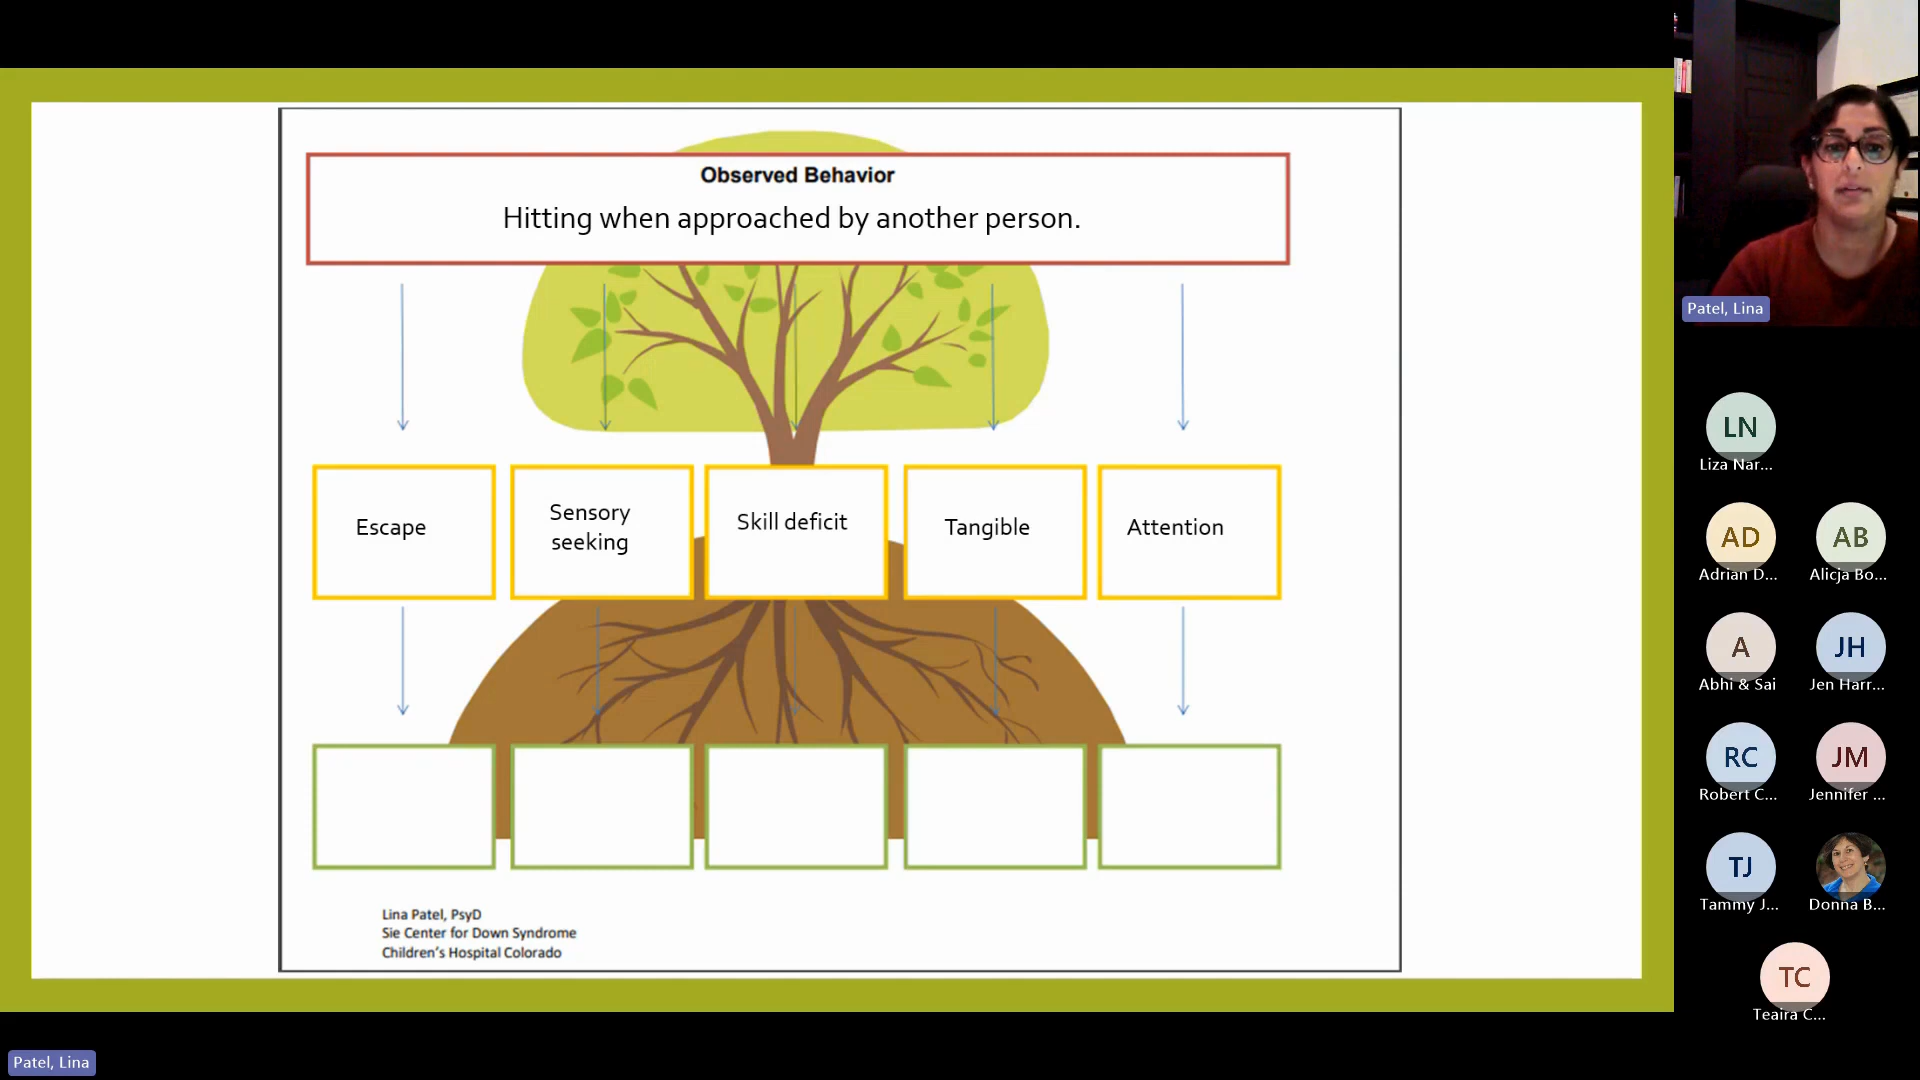 Observed Behavior
Hitting when approached by another person.
Escape
Sensory
seeking
Skill deficit
Tangible
Attention
Lina Patel, PsyD
Sie Center for Down Syndrome
Children's Hospital Colorado
Patel, Lina
LN
Liza Nar...
AD
Adrian D...
AB
Alicja Bo...
A
Abhi & Sai
JH
Jen Harr...
RC
Robert C...
JM
Jennifer ...
TJ
Tammy J...
Donna B...
TC
Teaira C...
Patel, Lina